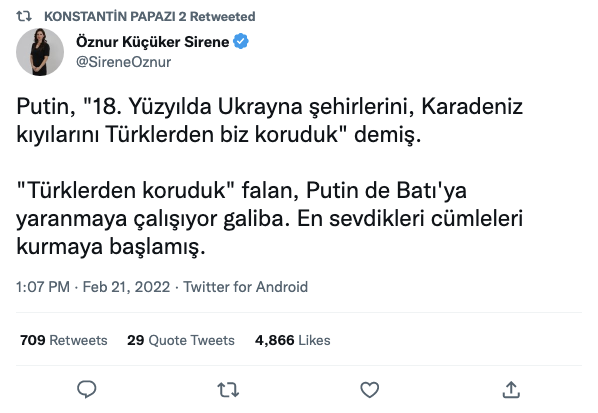 KONSTANTİN PAPAZI 2 Retweeted
Öznur Küçüker Sirene
@SireneOznur
Putin, "18. Yüzyılda Ukrayna şehirlerini, Karadeniz
kıyılarını Türklerden biz koruduk" demiş.
"Türklerden koruduk" falan, Putin de Batı'ya
yaranmaya çalışıyor galiba. En sevdikleri cümleleri
kurmaya başlamış.
1:07 PM · Feb 21, 2022 · Twitter for Android
709 Retweets 29 Quote Tweets 4,866 Likes